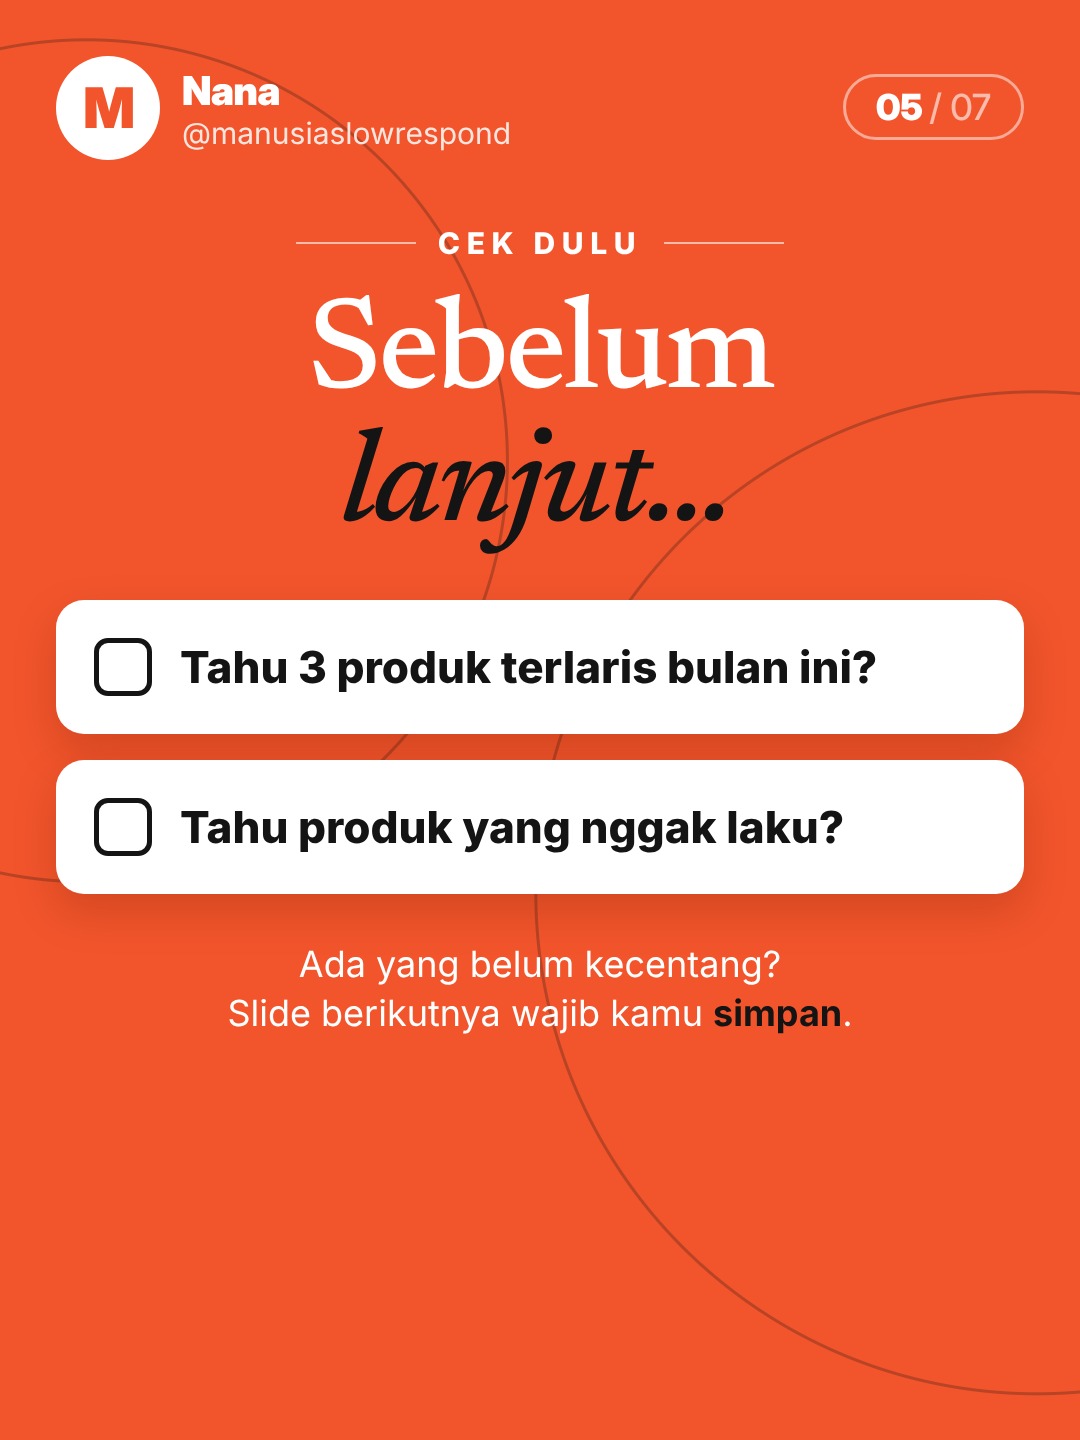 M
Nana
@manusiaslowrespond
05 / 07
CEK DULU
Sebelum
lanjut...
Tahu 3 produk terlaris bulan ini?
Tahu produk yang nggak laku?
Ada yang belum kecentang?
Slide berikutnya wajib kamu simpan.